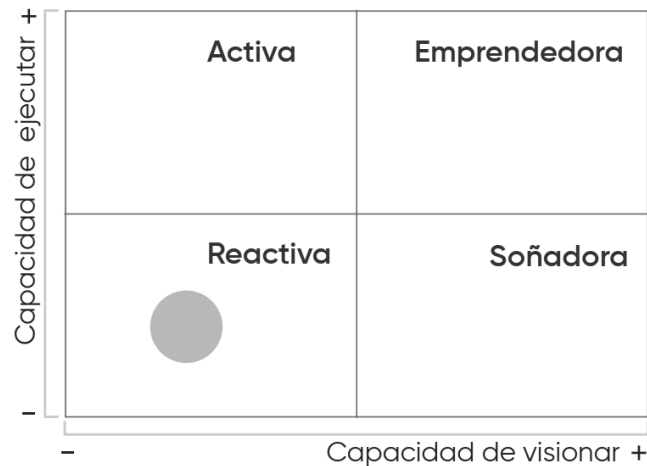 Capacidad de ejecutar +
-
Activa
Emprendedora
Reactiva
Soñadora
-
Capacidad de visionar +